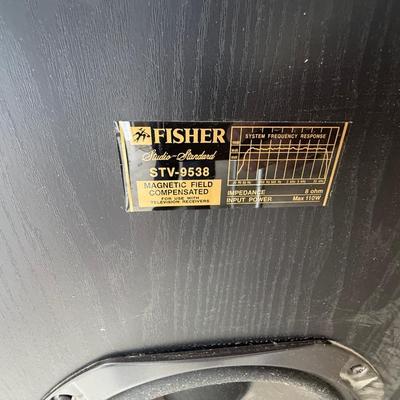 FISHER
Studio-Standard
STV-9538
MAGNETIC FIELD
COMPENSATED
FOR USE WITH
TELEVISION RECEIVERS
SYSTEM FREQUENCY RESPONSE
IMPEDANCE 8 ohm
INPUT POWER Max 110W